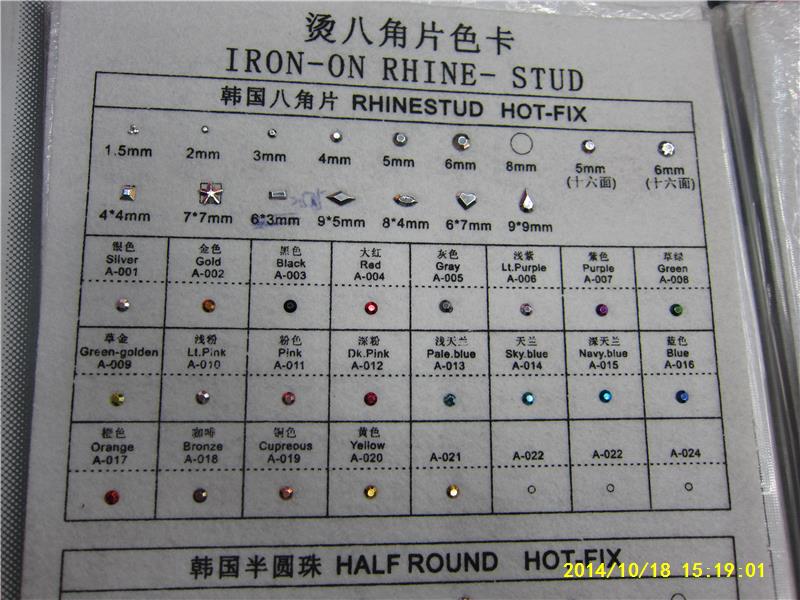 烫八角片色卡
IRON-ON RHINE- STUD
韩国八角片 RHINESTUD HOT-FIX
1.5mm 2mm 3mm 4mm 5mm 6mm 8mm 5mm 6mm
(十六面) (十六面)
4*4mm 7*7mm 6*3mm 9*5mm 8*4mm 6*7mm 9*9mm
银色 金色 黑色 大红 灰色 浅紫 紫色 草绿
Silver Gold Black Red Gray Lt.Purple Purple Green
A-001 A-002 A-003 A-004 A-005 A-006 A-007 A-008
草金 浅粉 粉色 深粉 浅天兰 天兰 深天兰 蓝色
Green-golden Lt.Pink Pink Dk.Pink Pale.blue Sky.blue Navy.blue Blue
A-009 A-010 A-011 A-012 A-013 A-014 A-015 A-016
橙色 咖啡 铜色 黄色
Orange Bronze Cupreous Yellow
A-017 A-018 A-019 A-020 A-021 A-022 A-022 A-024
韩国半圆珠 HALF ROUND HOT-FIX
2014/10/18 15:19:01